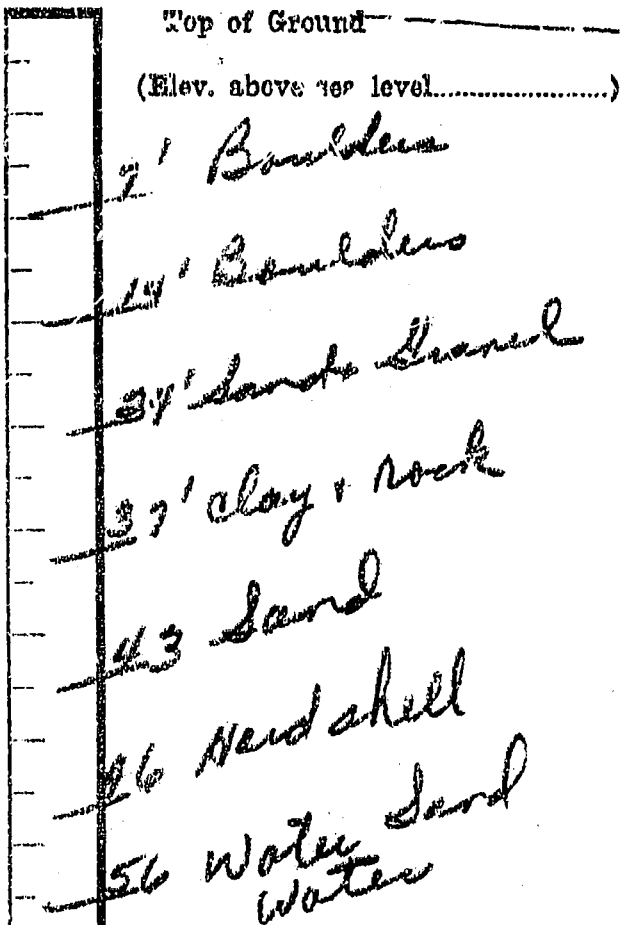 Top of Ground
(Elev. above sea level......................)
7' Boulders
14' Boulders
34' Sand & Gravel
37' Clay & Rock
43 Sand
46 Hard shell
56 Water Sand
Water